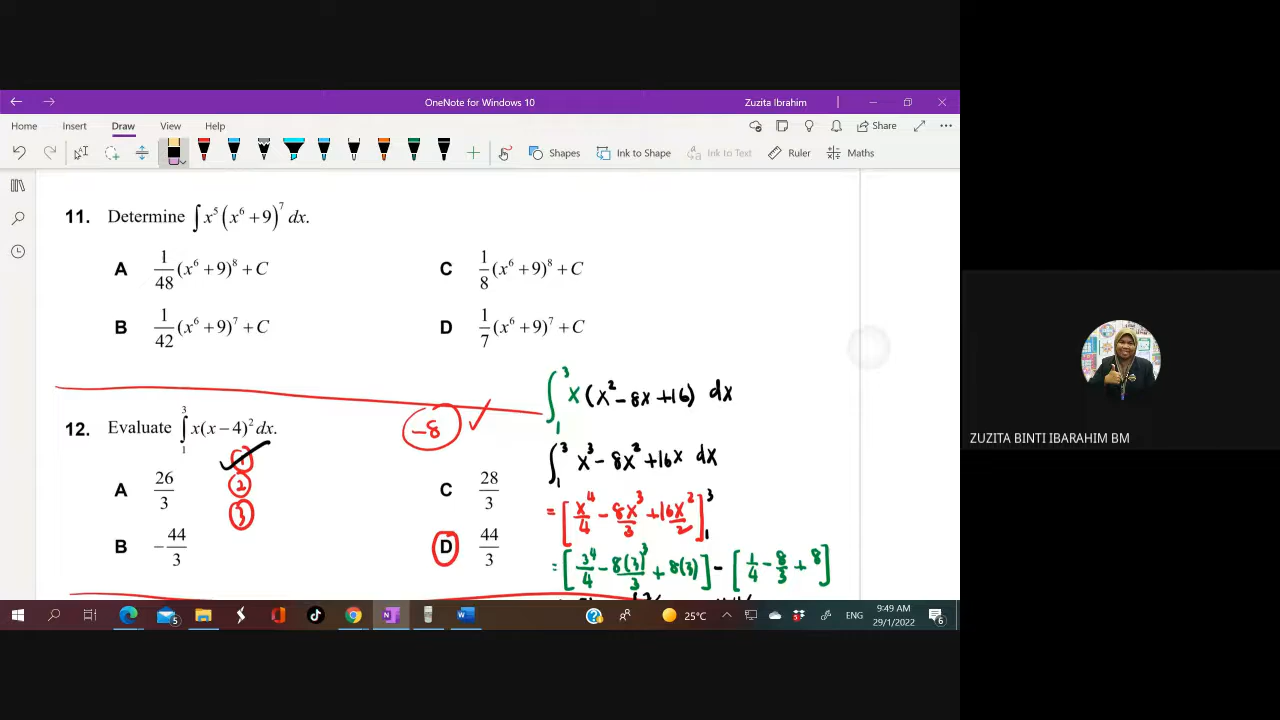 OneNote for Windows 10
Zuzita Ibrahim
Home Insert Draw View Help
Share
Shapes Ink to Shape Ink to Text Ruler Maths
11. Determine ∫ x⁵(x⁶ + 9)⁷ dx.
A 1/48 (x⁶ + 9)⁸ + C
C 1/8 (x⁶ + 9)⁸ + C
B 1/42 (x⁶ + 9)⁷ + C
D 1/7 (x⁶ + 9)⁷ + C
12. Evaluate ∫₁³ x(x − 4)² dx.
-8
1
2
3
A 26/3
C 28/3
B −44/3
D 44/3
∫₁³ x(x² - 8x + 16) dx
∫₁³ x³ - 8x² + 16x dx
= [x⁴/4 - 8x³/3 + 16x²/2]₁³
= [3⁴/4 - 8(3)³/3 + 8(3)] - [1/4 - 8/3 + 8]
ZUZITA BINTI IBARAHIM BM
5
25°C
ENG
9:49 AM
29/1/2022
6